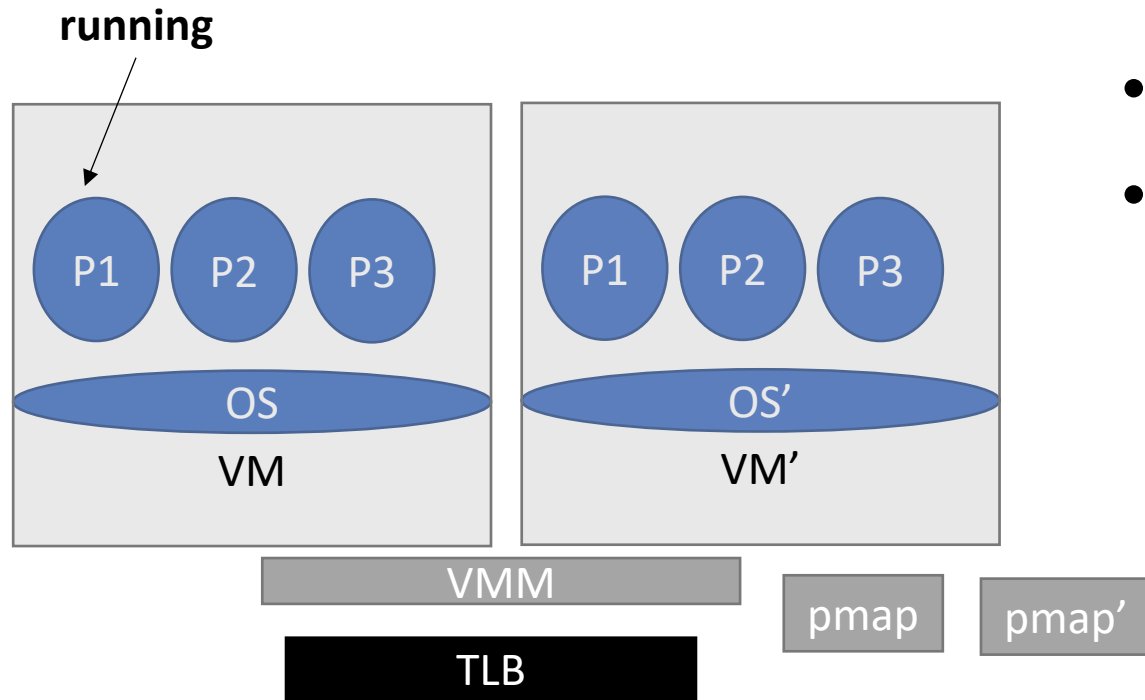 running
P1 P2 P3
P1 P2 P3
OS
OS’
VM
VM’
VMM
pmap
pmap’
TLB